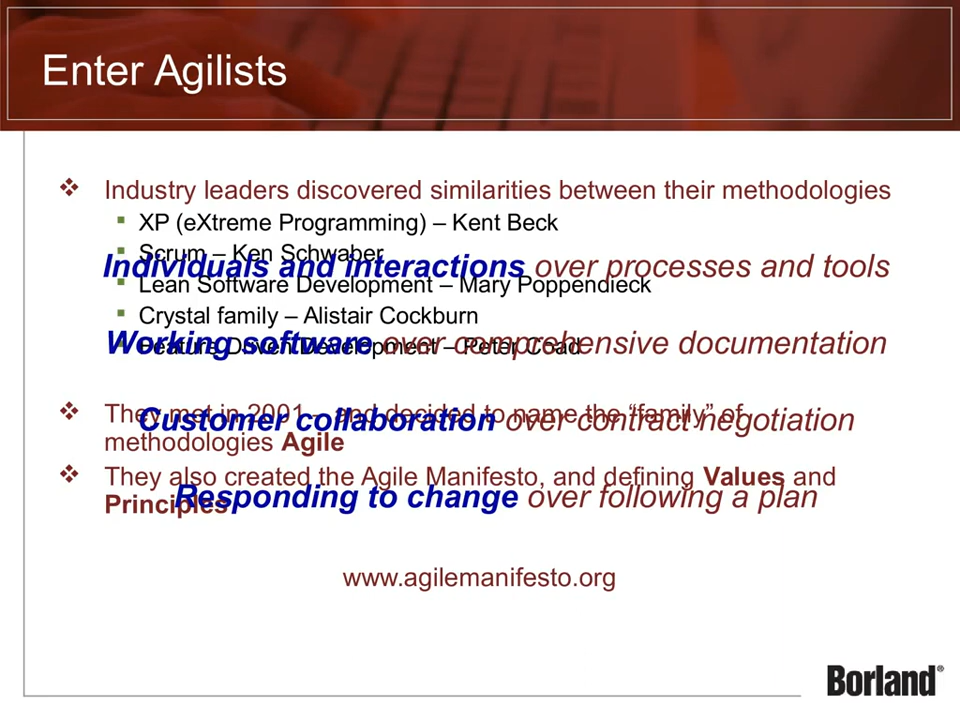 Enter Agilists
Industry leaders discovered similarities between their methodologies
XP (eXtreme Programming) – Kent Beck
Scrum – Ken Schwaber
Individuals and interactions over processes and tools
Lean Software Development – Mary Poppendieck
Crystal family – Alistair Cockburn
Working software over comprehensive documentation
Feature Driven Development – Peter Coad
They met in 2001 – and decided to name the “family” of
Customer collaboration over contract negotiation
methodologies Agile
They also created the Agile Manifesto, and defining Values and
Responding to change over following a plan
Principles
www.agilemanifesto.org
Borland®